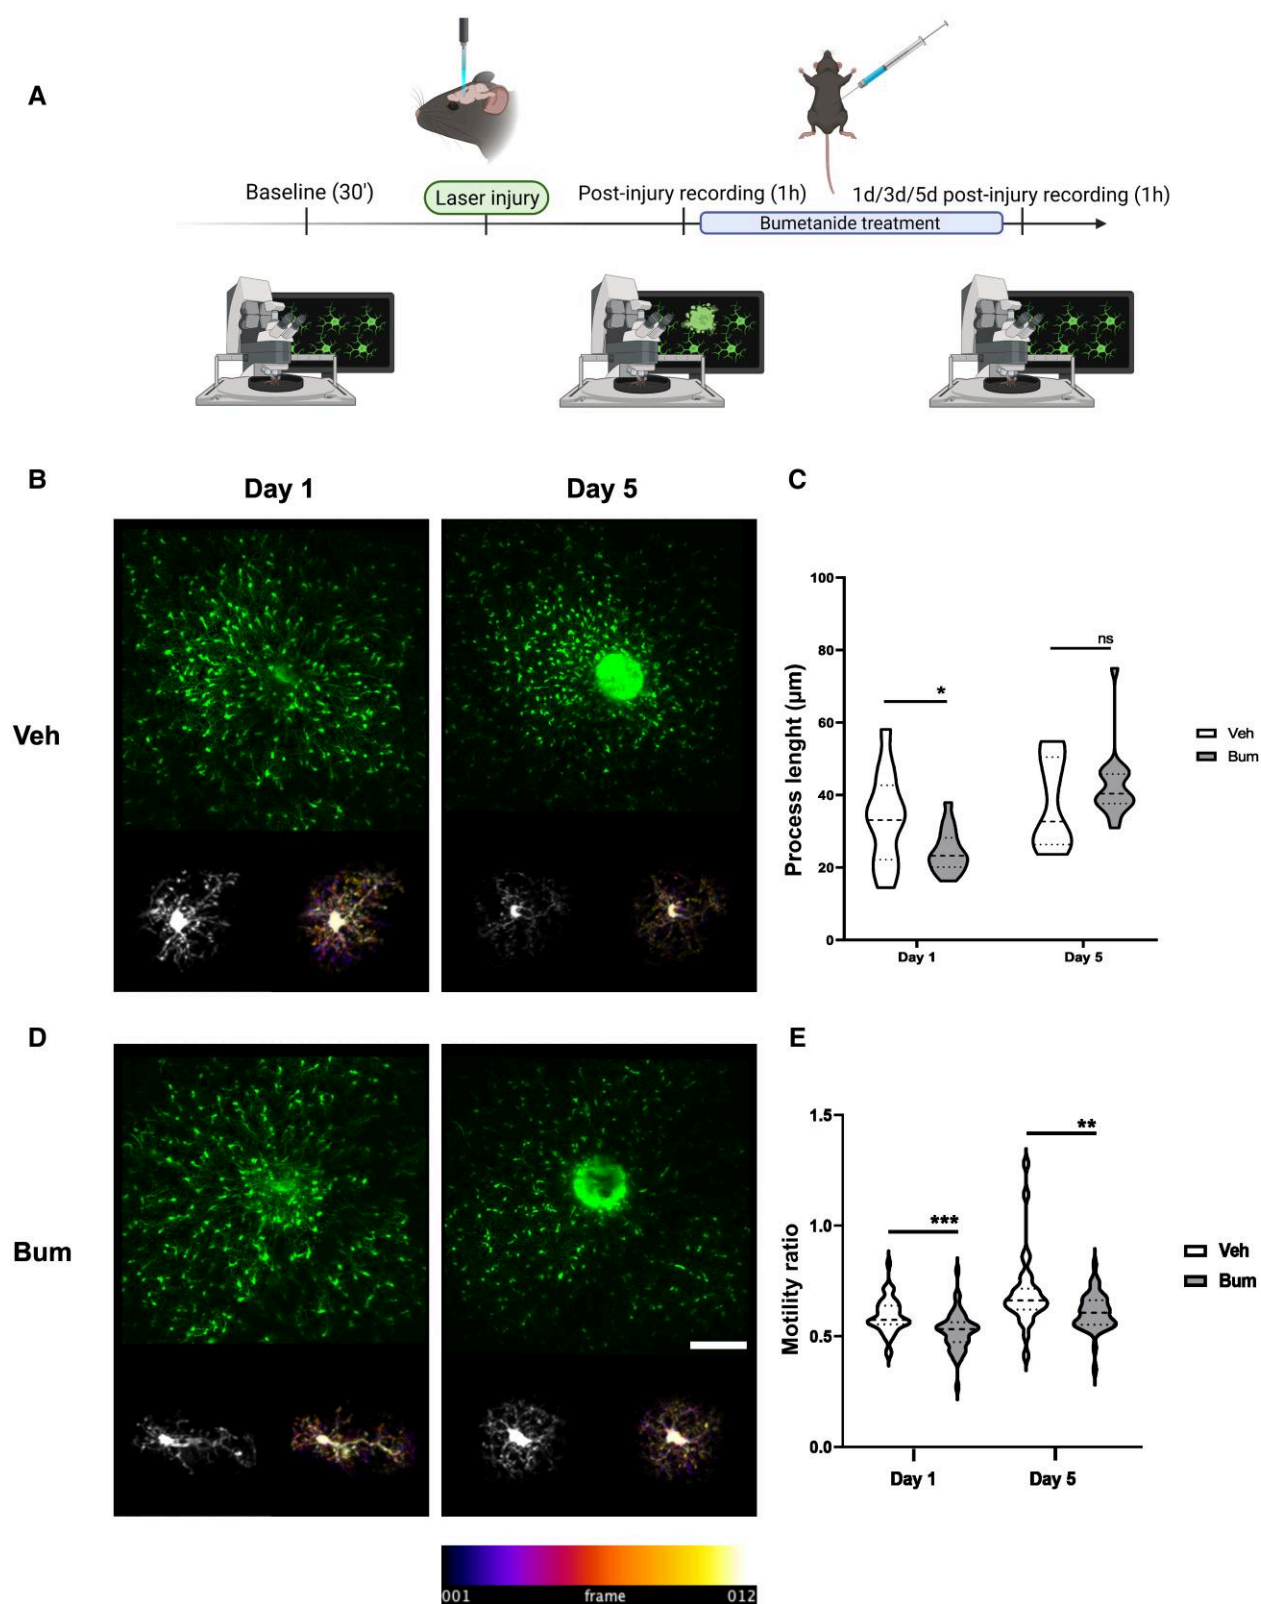 A
Baseline (30')
Laser injury
Post-injury recording (1h)
1d/3d/5d post-injury recording (1h)
Bumetanide treatment
B
Day 1
Day 5
Veh
C
100
80
60
40
20
0
Process lenght (μm)
*
ns
Day 1
Day 5
Veh
Bum
D
Bum
E
1.5
1.0
0.5
0.0
Motility ratio
***
**
Day 1
Day 5
Veh
Bum
001 frame 012